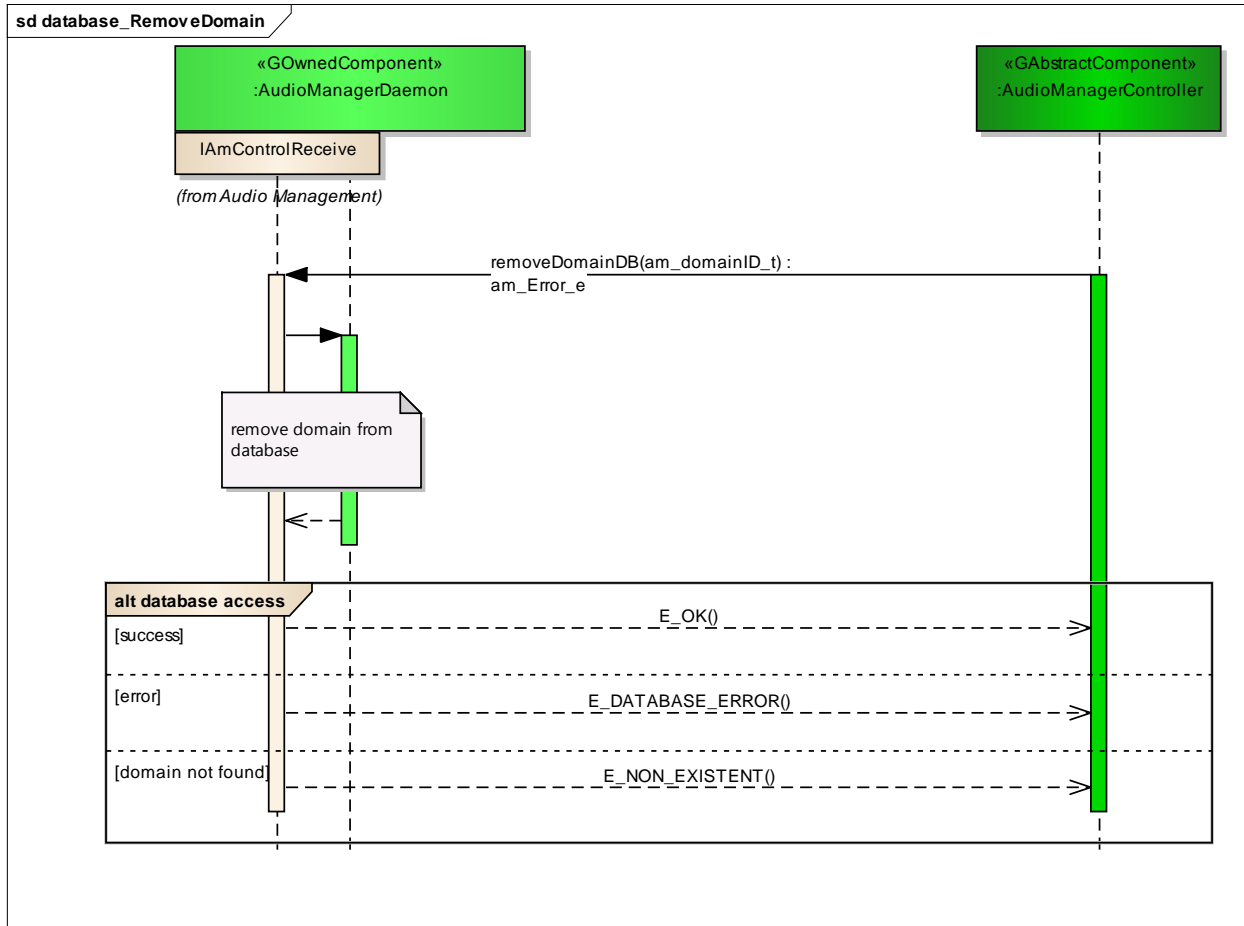 sd database_RemoveDomain
«GOwnedComponent»
:AudioManagerDaemon
«GAbstractComponent»
:AudioManagerController
IAmControlReceive
(from Audio Management)
removeDomainDB(am_domainID_t) :
am_Error_e
remove domain from
database
alt database access
E_OK()
[success]
[error]
E_DATABASE_ERROR()
[domain not found]
E_NON_EXISTENT()